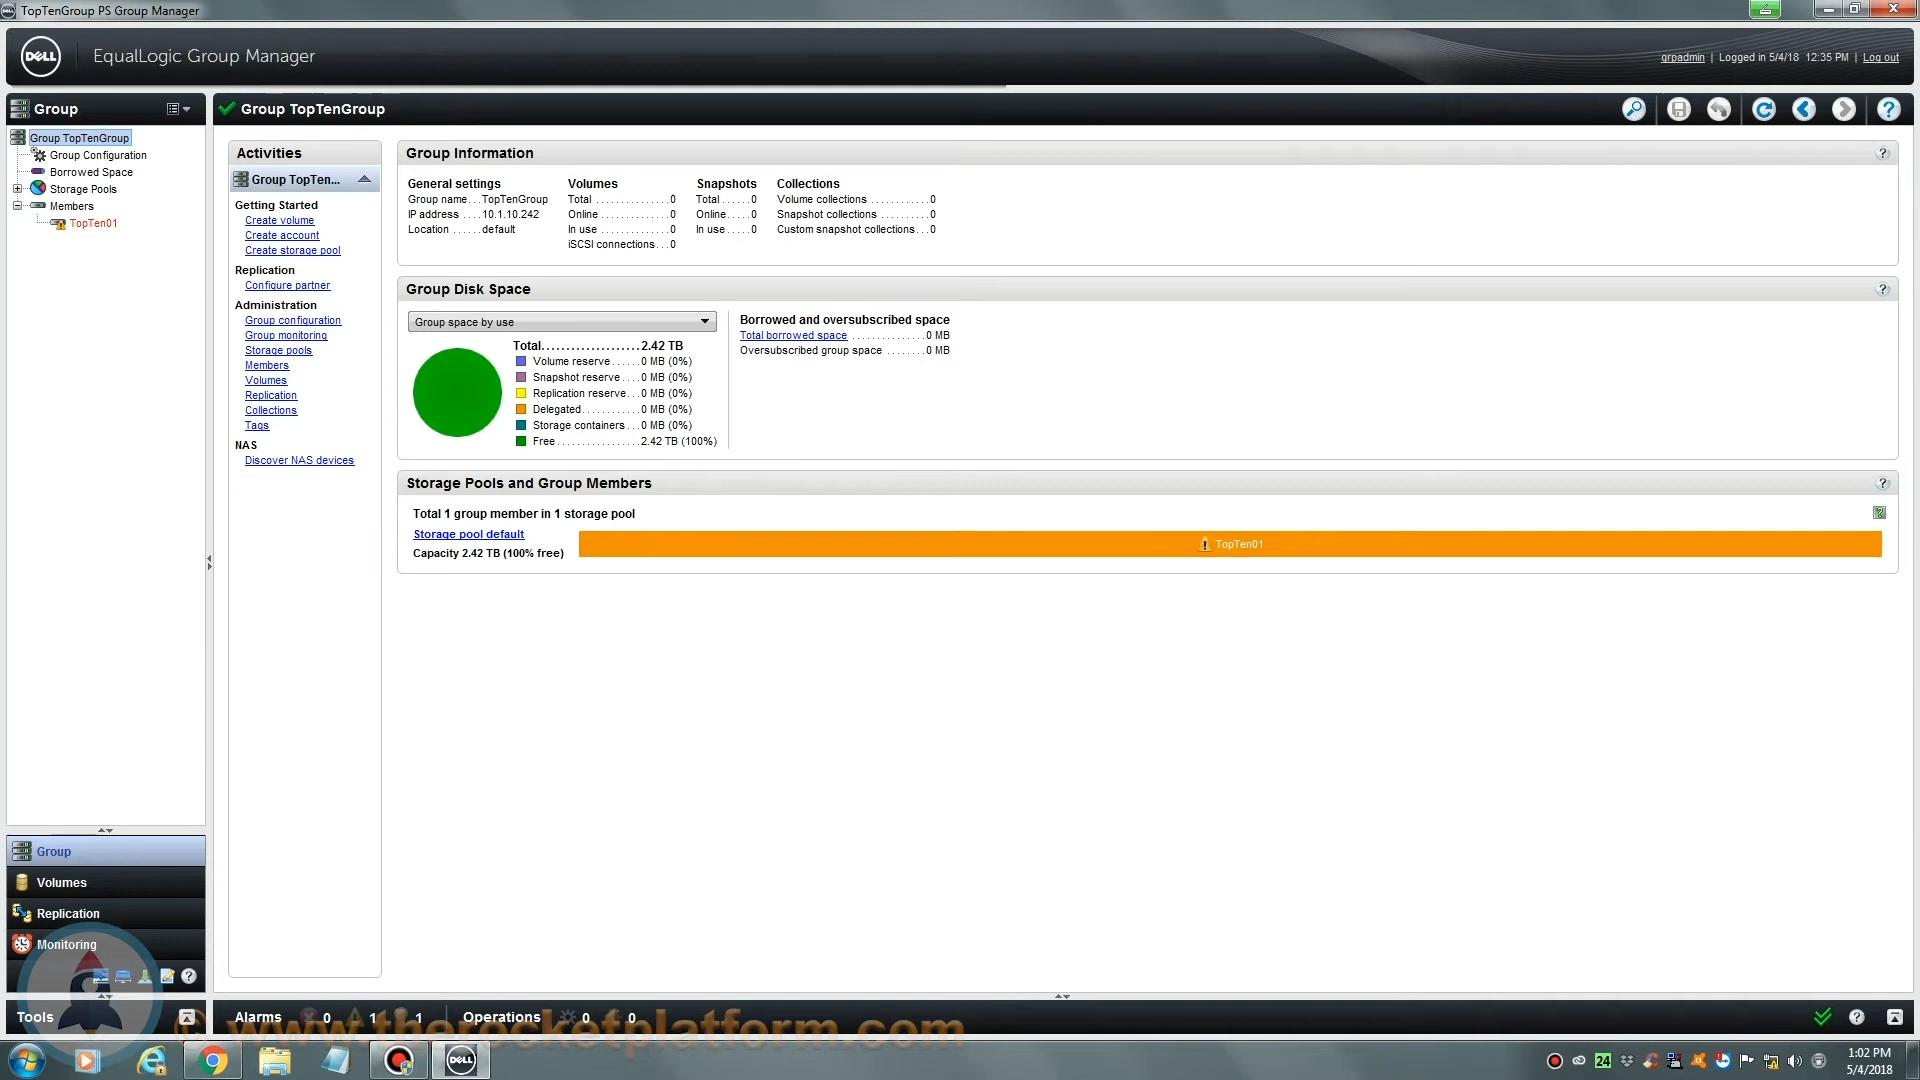 TopTenGroup PS Group Manager
DELL
EqualLogic Group Manager
grpadmin | Logged in 5/4/18 12:35 PM | Log out
Group
Group TopTenGroup
Group TopTenGroup
Group Configuration
Borrowed Space
Storage Pools
Members
TopTen01
Activities
Group TopTen...
Getting Started
Create volume
Create account
Create storage pool
Replication
Configure partner
Administration
Group configuration
Group monitoring
Storage pools
Members
Volumes
Replication
Collections
Tags
NAS
Discover NAS devices
Group Information
General settings
Group name...TopTenGroup
IP address ....10.1.10.242
Location ......default
Volumes
Total ..............0
Online .............0
In use .............0
iSCSI connections...0
Snapshots
Total ......0
Online.....0
In use .....0
Collections
Volume collections ............0
Snapshot collections ..........0
Custom snapshot collections...0
Group Disk Space
Group space by use
Total...................2.42 TB
Volume reserve ......0 MB (0%)
Snapshot reserve ....0 MB (0%)
Replication reserve...0 MB (0%)
Delegated............0 MB (0%)
Storage containers ...0 MB (0%)
Free.................2.42 TB (100%)
Borrowed and oversubscribed space
Total borrowed space ..............0 MB
Oversubscribed group space ........0 MB
Storage Pools and Group Members
Total 1 group member in 1 storage pool
Storage pool default
Capacity 2.42 TB (100% free)
TopTen01
Group
Volumes
Replication
Monitoring
Tools
Alarms 0 1 1 Operations 0 0
© www.therocketplatform.com
DELL
24
1:02 PM
5/4/2018